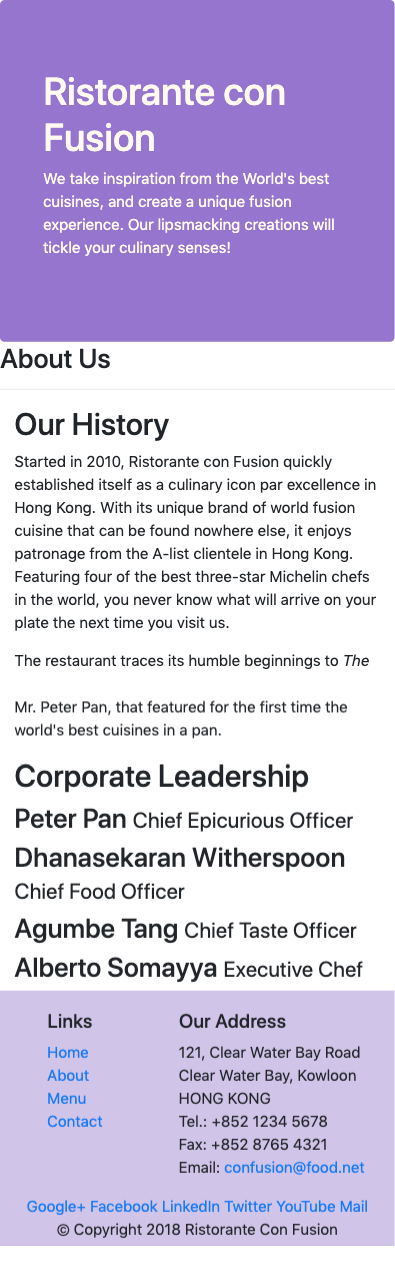 Ristorante con
Fusion
We take inspiration from the World's best
cuisines, and create a unique fusion
experience. Our lipsmacking creations will
tickle your culinary senses!
About Us
Our History
Started in 2010, Ristorante con Fusion quickly
established itself as a culinary icon par excellence in
Hong Kong. With its unique brand of world fusion
cuisine that can be found nowhere else, it enjoys
patronage from the A-list clientele in Hong Kong.
Featuring four of the best three-star Michelin chefs
in the world, you never know what will arrive on your
plate the next time you visit us.
The restaurant traces its humble beginnings to The
Mr. Peter Pan, that featured for the first time the
world's best cuisines in a pan.
Corporate Leadership
Peter Pan Chief Epicurious Officer
Dhanasekaran Witherspoon
Chief Food Officer
Agumbe Tang Chief Taste Officer
Alberto Somayya Executive Chef
Links
Home
About
Menu
Contact
Our Address
121, Clear Water Bay Road
Clear Water Bay, Kowloon
HONG KONG
Tel.: +852 1234 5678
Fax: +852 8765 4321
Email: confusion@food.net
Google+ Facebook LinkedIn Twitter YouTube Mail
© Copyright 2018 Ristorante Con Fusion